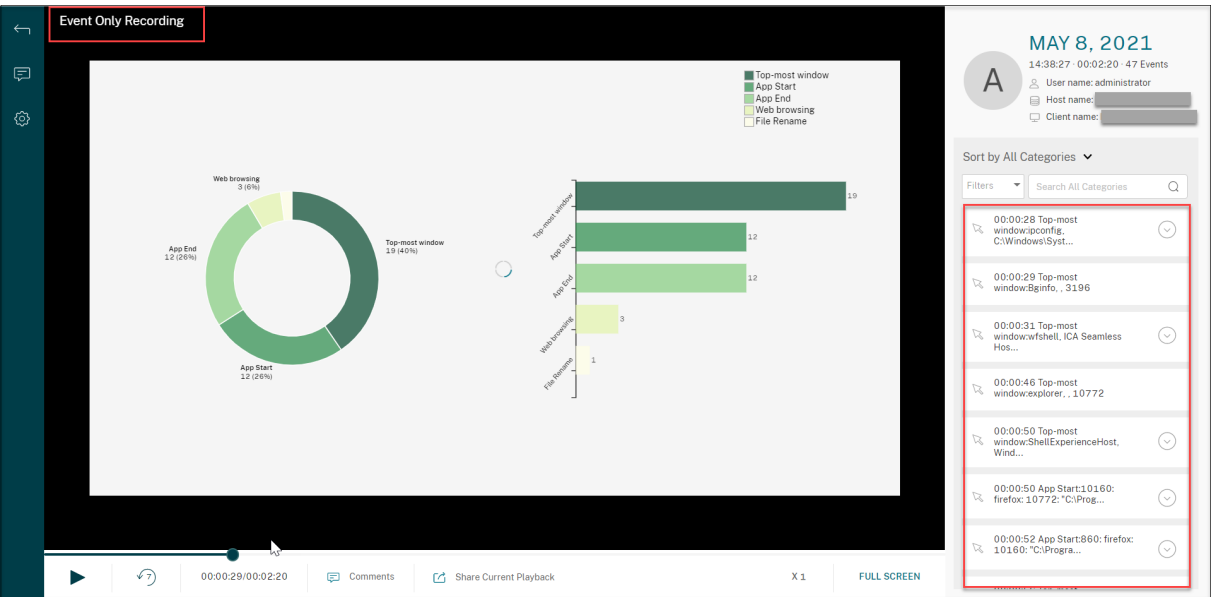 Event Only Recording
Top-most window
App Start
App End
Web browsing
File Rename
Web browsing
3 (6%)
App End
12 (26%)
Top-most window
19 (40%)
App Start
12 (26%)
Top-most window
19
App Start
12
App End
12
Web browsing
3
File Rename
1
7
00:00:29/00:02:20
Comments
Share Current Playback
X 1
FULL SCREEN
A
MAY 8, 2021
14:38:27 · 00:02:20 · 47 Events
User name: administrator
Host name:
Client name:
Sort by All Categories
Filters
Search All Categories
00:00:28 Top-most
window:ipconfig,
C:\Windows\Syst...
00:00:29 Top-most
window:Bginfo, , 3196
00:00:31 Top-most
window:wfshell, ICA Seamless
Hos...
00:00:46 Top-most
window:explorer, , 10772
00:00:50 Top-most
window:ShellExperienceHost,
Wind...
00:00:50 App Start:10160:
firefox: 10772: "C:\Prog...
00:00:52 App Start:860: firefox:
10160: "C:\Progra...